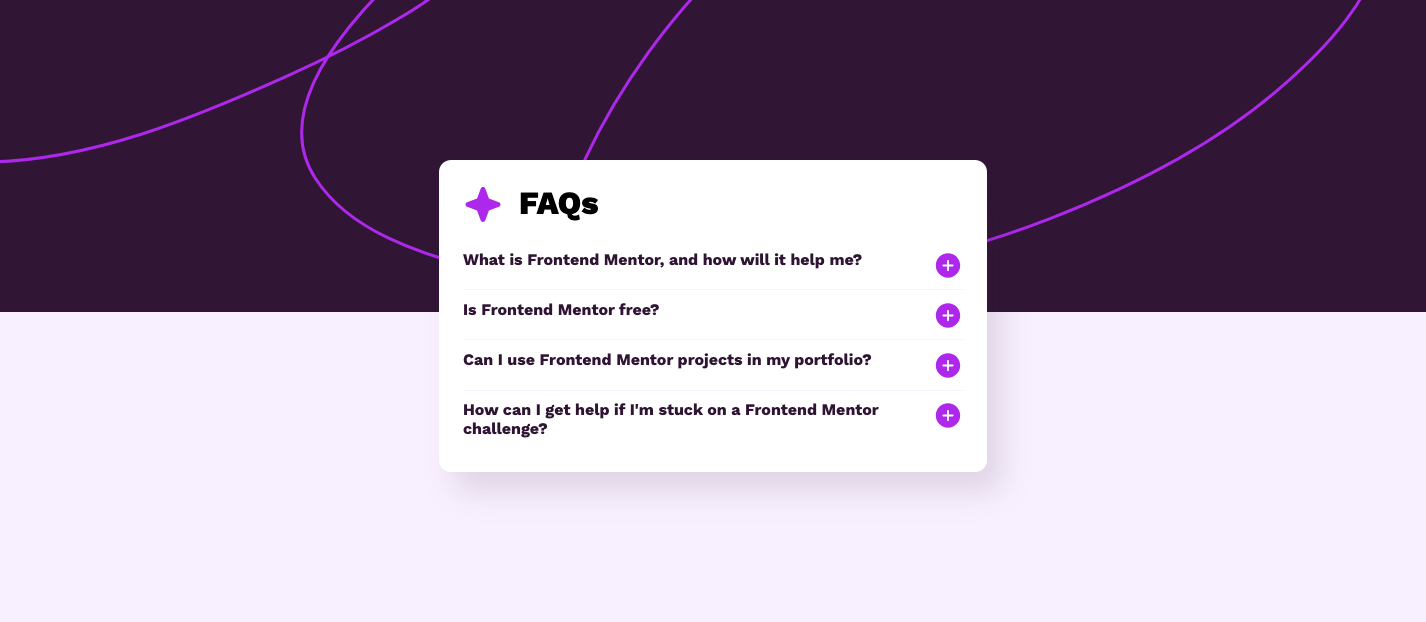 FAQs
What is Frontend Mentor, and how will it help me?
Is Frontend Mentor free?
Can I use Frontend Mentor projects in my portfolio?
How can I get help if I'm stuck on a Frontend Mentor
challenge?